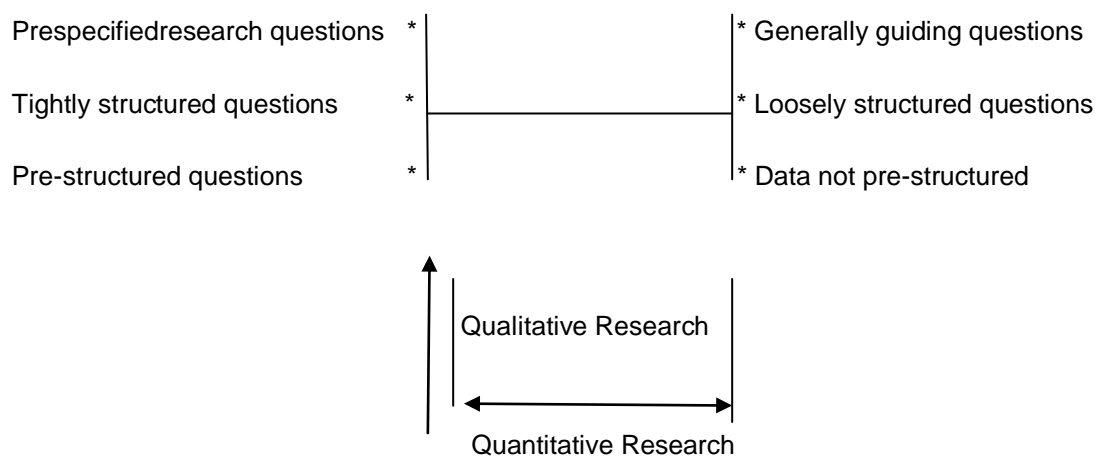 Prespecifiedresearch questions * * Generally guiding questions
Tightly structured questions * * Loosely structured questions
Pre-structured questions * * Data not pre-structured
Qualitative Research
Quantitative Research